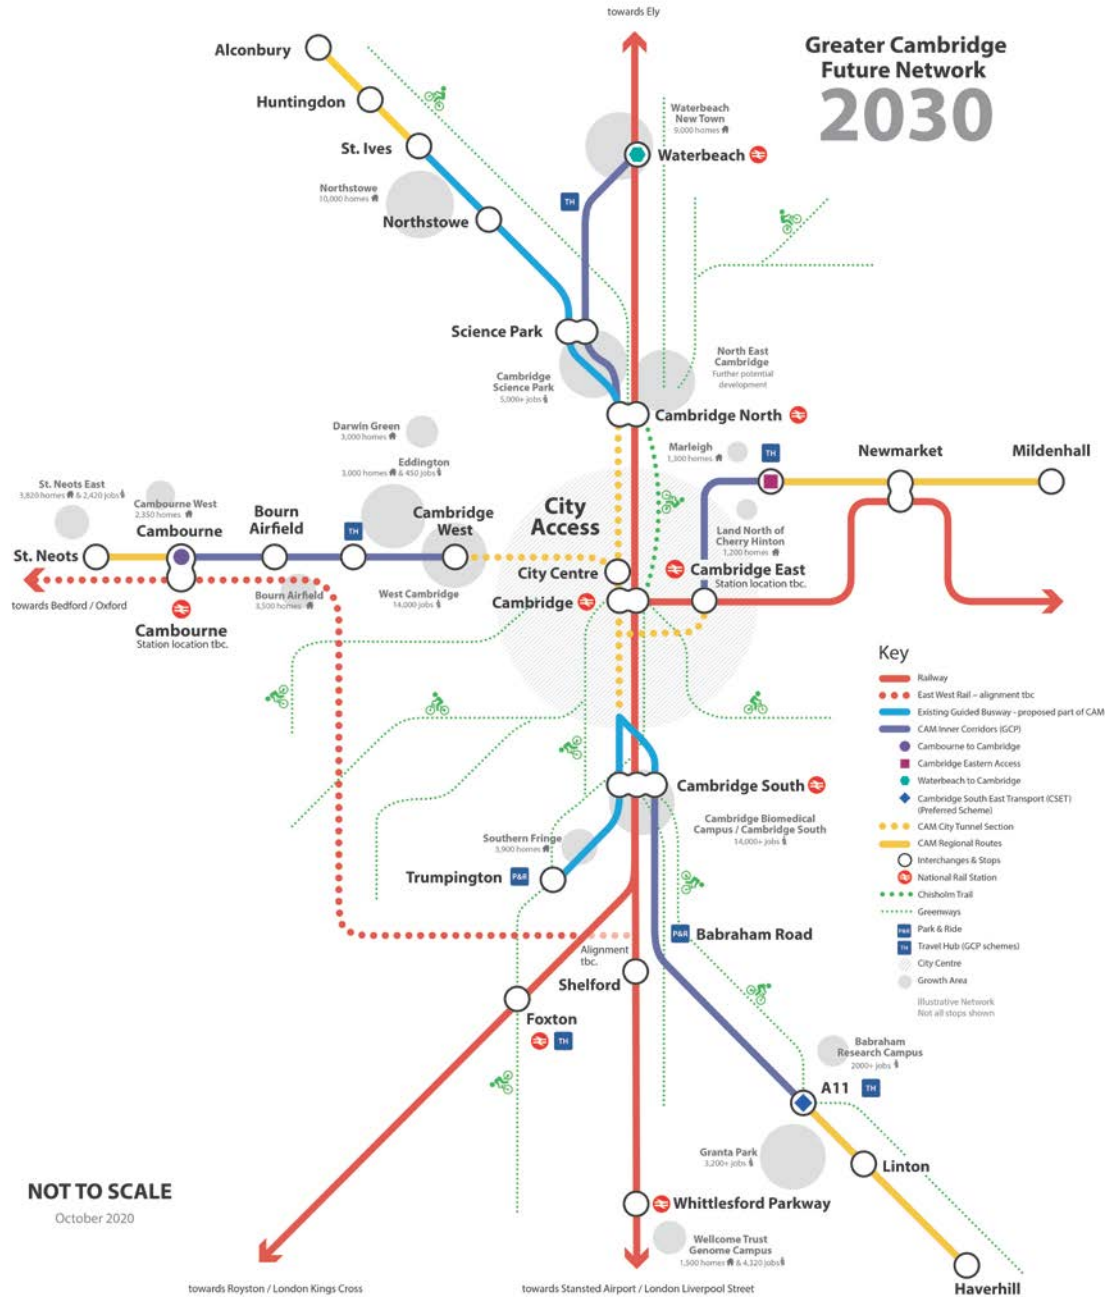 towards Ely
Greater Cambridge
Future Network
2030
Alconbury
Huntingdon
St. Ives
Northstowe
10,000 homes
Northstowe
Waterbeach
New Town
9,000 homes
Waterbeach
TH
Science Park
Cambridge
Science Park
5,000+ jobs
North East
Cambridge
Further potential
development
Cambridge North
Darwin Green
3,000 homes
Eddington
3,000 homes & 450 jobs
Marleigh
1,300 homes
TH
Newmarket
Mildenhall
St. Neots East
3,820 homes & 2,420 jobs
Cambourne West
2,350 homes
Cambourne
Bourn
Airfield
TH
Cambridge
West
City
Access
Land North of
Cherry Hinton
1,200 homes
St. Neots
City Centre
Cambridge East
Station location tbc.
towards Bedford / Oxford
Bourn Airfield
3,500 homes
West Cambridge
14,000 jobs
Cambridge
Cambourne
Station location tbc.
Key
Railway
East West Rail – alignment tbc
Existing Guided Busway - proposed part of CAM
CAM Inner Corridors (GCP)
Cambourne to Cambridge
Cambridge Eastern Access
Waterbeach to Cambridge
Cambridge South East Transport (CSET)
(Preferred Scheme)
CAM City Tunnel Section
CAM Regional Routes
Interchanges & Stops
National Rail Station
Chisholm Trail
Greenways
P&R Park & Ride
TH Travel Hub (GCP schemes)
City Centre
Growth Area
Illustrative Network
Not all stops shown
Cambridge South
Cambridge Biomedical
Campus / Cambridge South
14,000+ jobs
Southern Fringe
3,900 homes
Trumpington P&R
P&R Babraham Road
Alignment
tbc.
Shelford
Foxton
TH
Babraham
Research Campus
2000+ jobs
A11 TH
Granta Park
3,200+ jobs
Linton
NOT TO SCALE
October 2020
Whittlesford Parkway
Wellcome Trust
Genome Campus
1,500 homes & 4,320 jobs
Haverhill
towards Royston / London Kings Cross
towards Stansted Airport / London Liverpool Street